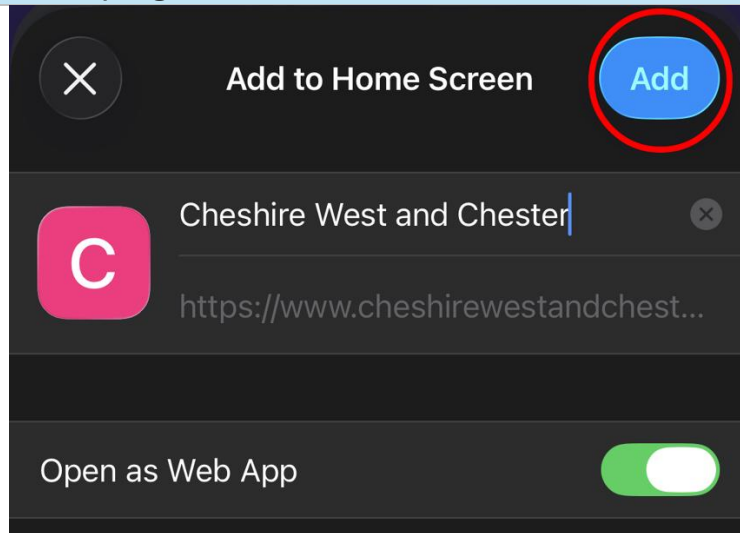 Add to Home Screen
Add
C
Cheshire West and Chester
https://www.cheshirewestandchest...
Open as Web App